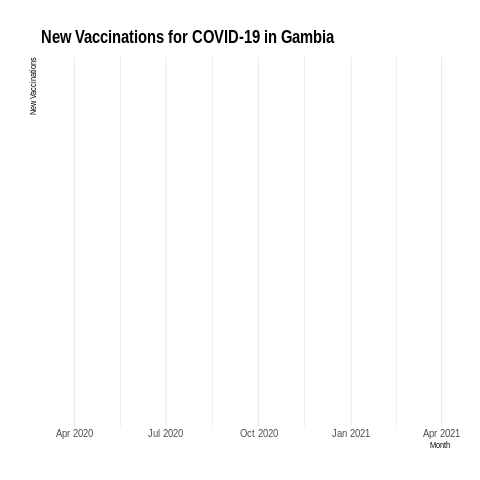 New Vaccinations for COVID-19 in Gambia
New Vaccinations
Apr 2020 Jul 2020 Oct 2020 Jan 2021 Apr 2021
Month